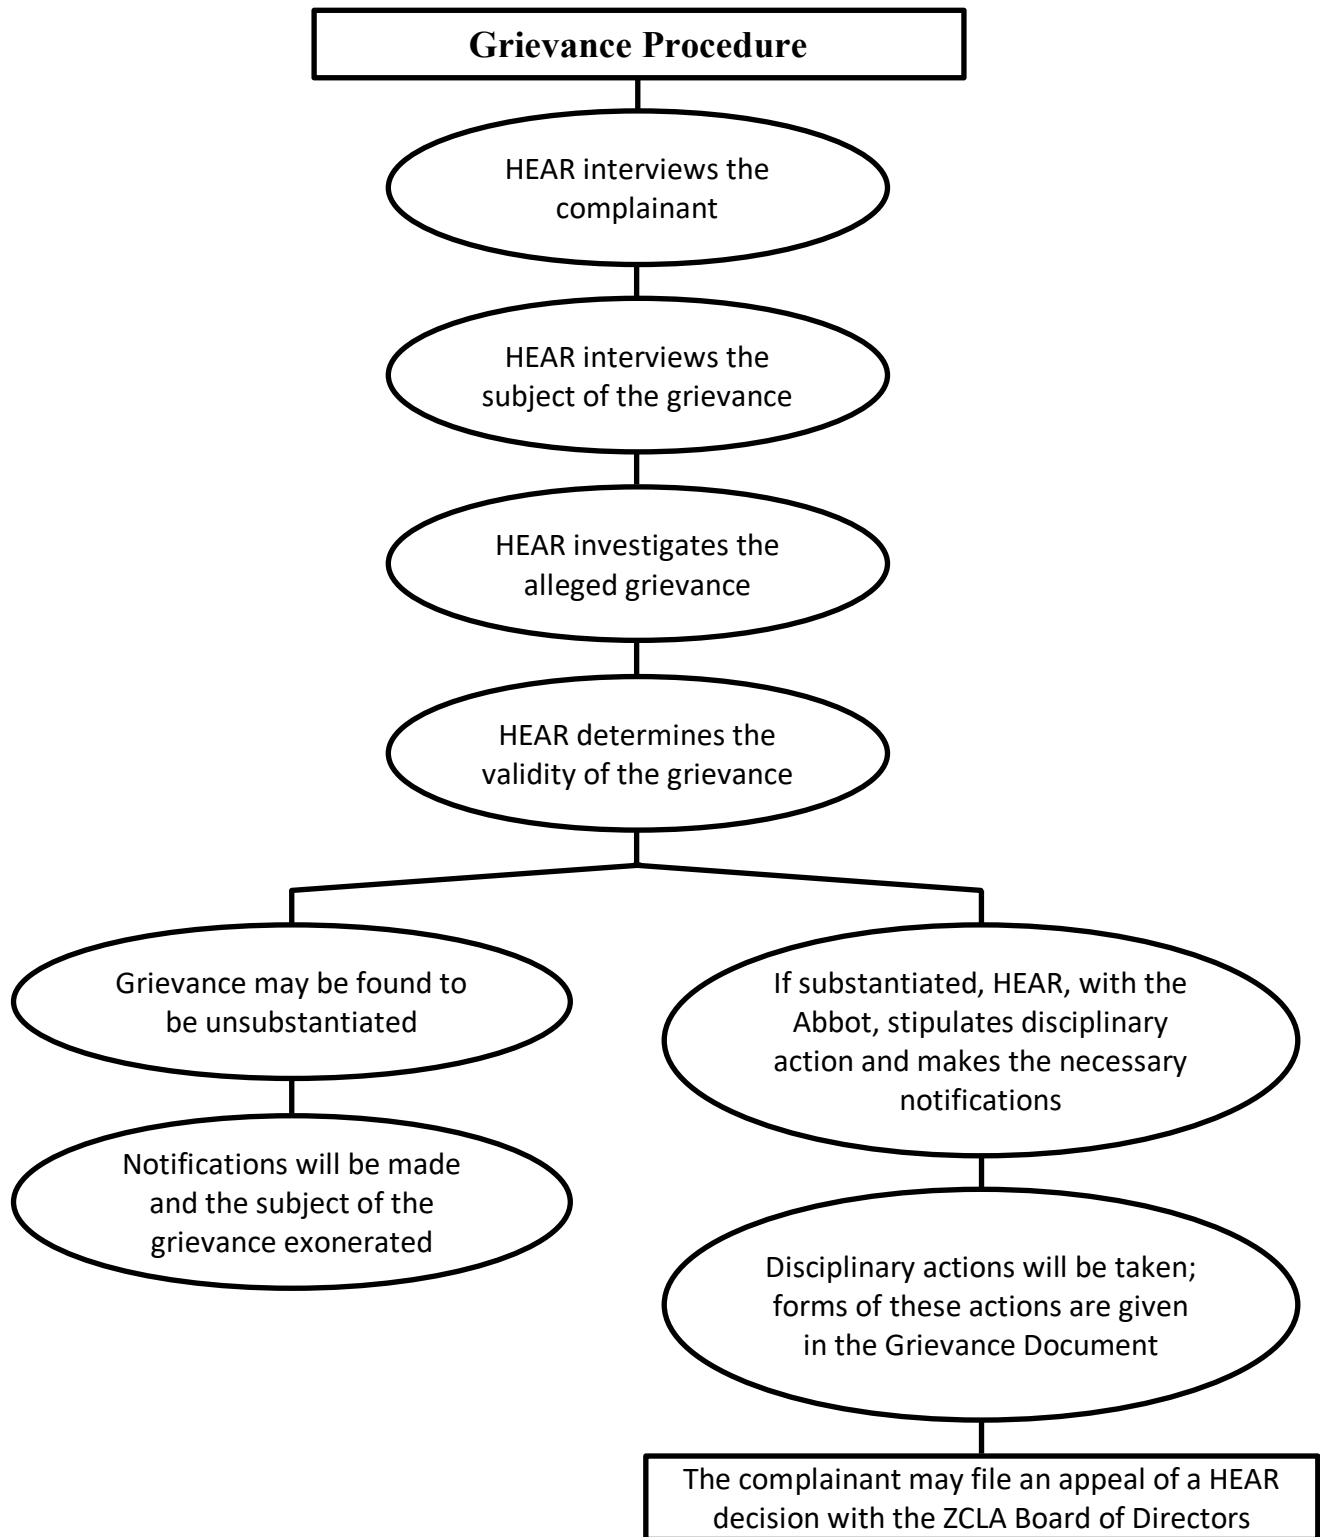 Grievance Procedure
HEAR interviews the
complainant
HEAR interviews the
subject of the grievance
HEAR investigates the
alleged grievance
HEAR determines the
validity of the grievance
Grievance may be found to
be unsubstantiated
Notifications will be made
and the subject of the
grievance exonerated
If substantiated, HEAR, with the
Abbot, stipulates disciplinary
action and makes the necessary
notifications
Disciplinary actions will be taken;
forms of these actions are given
in the Grievance Document
The complainant may file an appeal of a HEAR
decision with the ZCLA Board of Directors